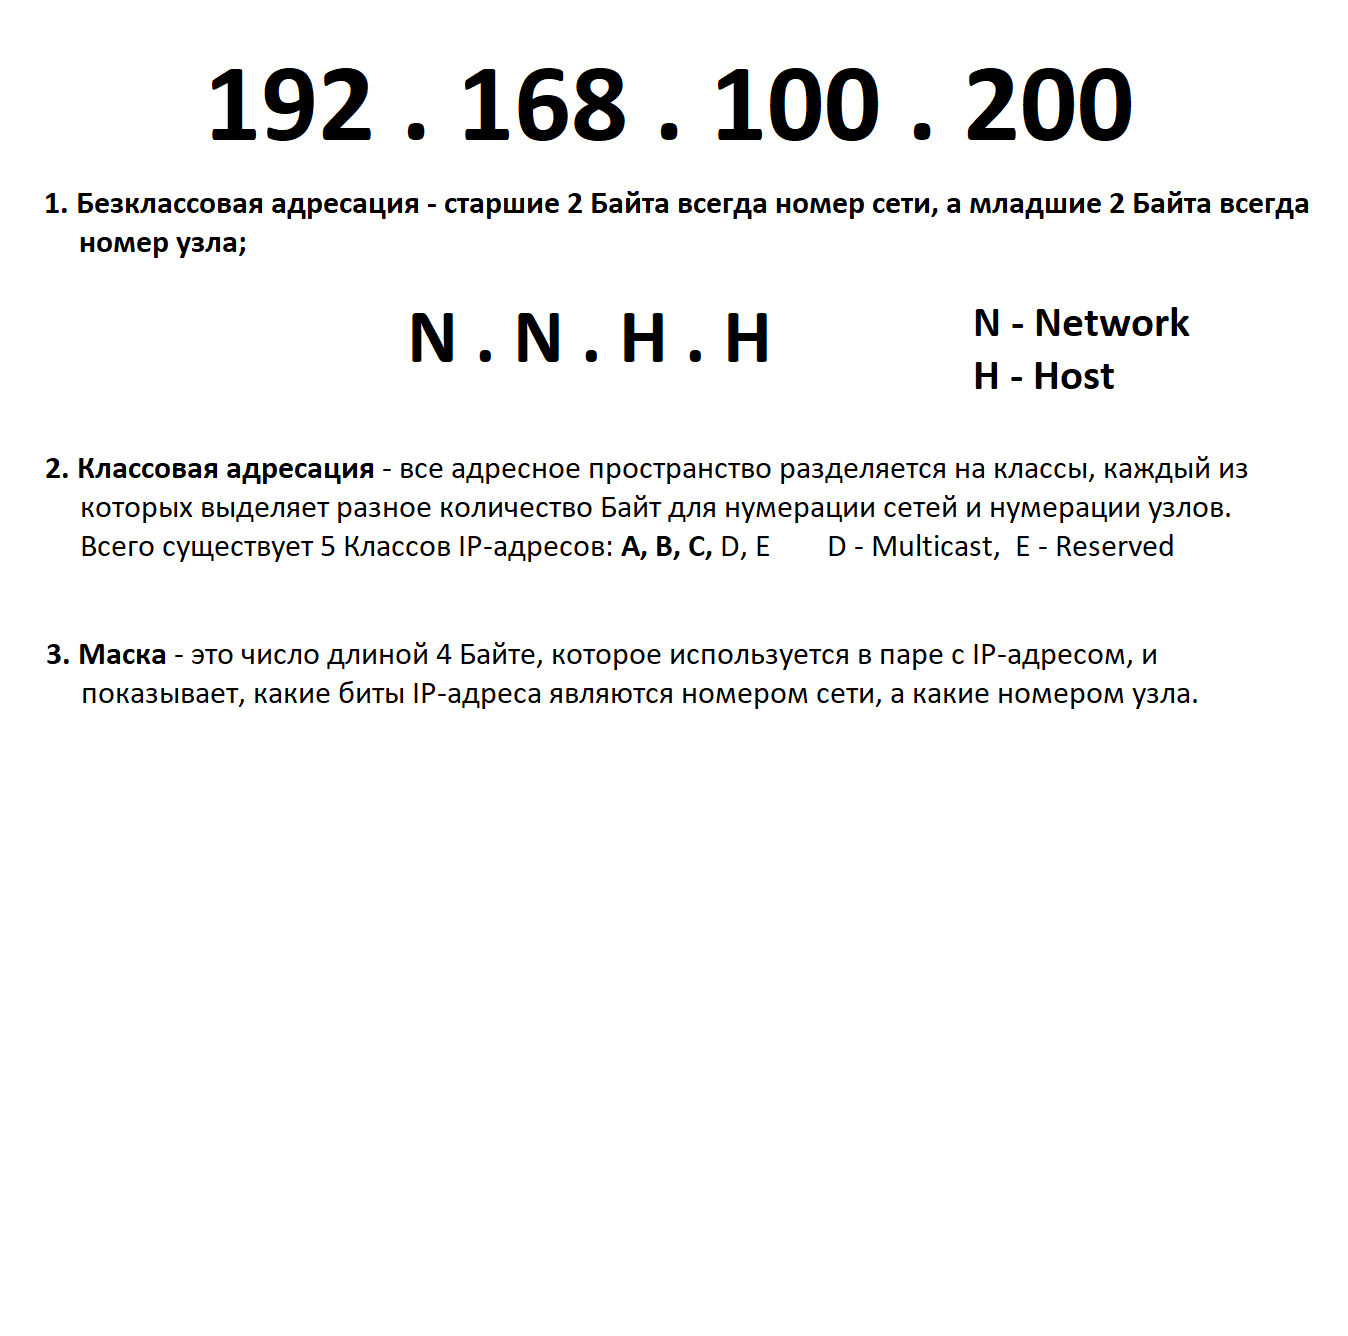 192 . 168 . 100 . 200
1. Безклассовая адресация - старшие 2 Байта всегда номер сети, а младшие 2 Байта всегда
номер узла;
N . N . H . H
N - Network
H - Host
2. Классовая адресация - все адресное пространство разделяется на классы, каждый из
которых выделяет разное количество Байт для нумерации сетей и нумерации узлов.
Всего существует 5 Классов IP-адресов: A, B, C, D, E D - Multicast, E - Reserved
3. Маска - это число длиной 4 Байте, которое используется в паре с IP-адресом, и
показывает, какие биты IP-адреса являются номером сети, а какие номером узла.